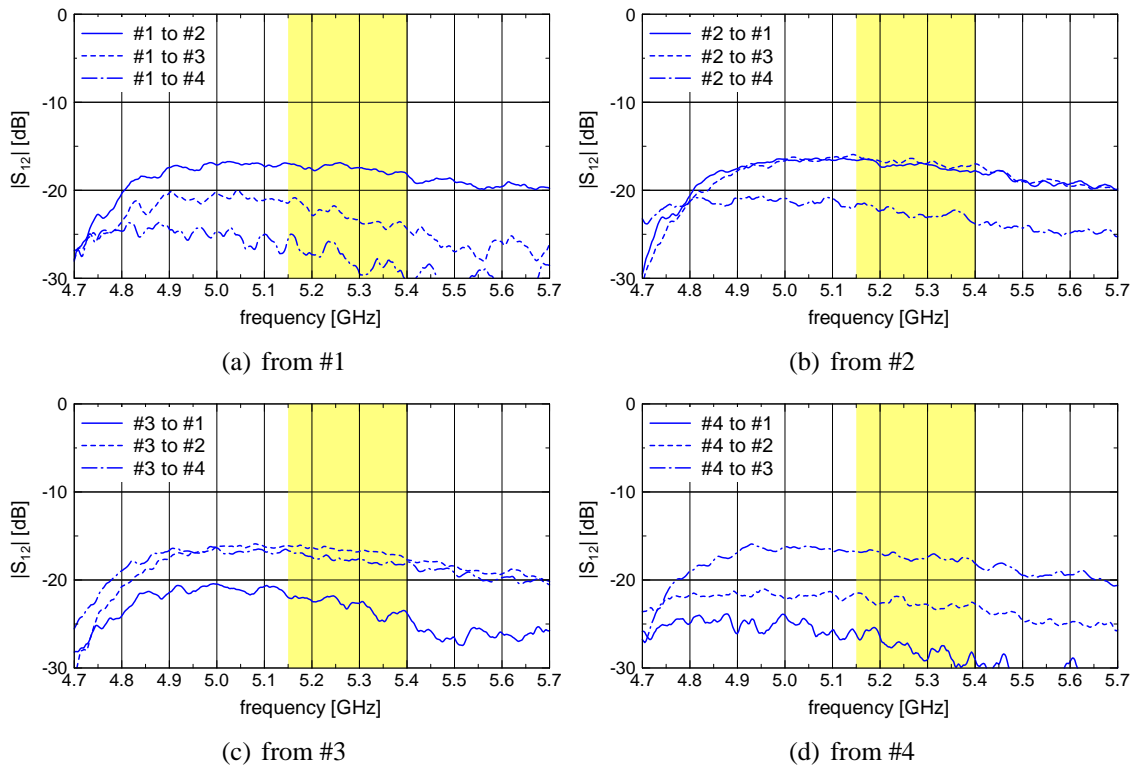 0
-10
-20
-30
|S12| [dB]
#1 to #2
#1 to #3
#1 to #4
4.7 4.8 4.9 5.0 5.1 5.2 5.3 5.4 5.5 5.6 5.7
frequency [GHz]
(a) from #1
0
-10
-20
-30
|S12| [dB]
#2 to #1
#2 to #3
#2 to #4
4.7 4.8 4.9 5.0 5.1 5.2 5.3 5.4 5.5 5.6 5.7
frequency [GHz]
(b) from #2
0
-10
-20
-30
|S12| [dB]
#3 to #1
#3 to #2
#3 to #4
4.7 4.8 4.9 5.0 5.1 5.2 5.3 5.4 5.5 5.6 5.7
frequency [GHz]
(c) from #3
0
-10
-20
-30
|S12| [dB]
#4 to #1
#4 to #2
#4 to #3
4.7 4.8 4.9 5.0 5.1 5.2 5.3 5.4 5.5 5.6 5.7
frequency [GHz]
(d) from #4